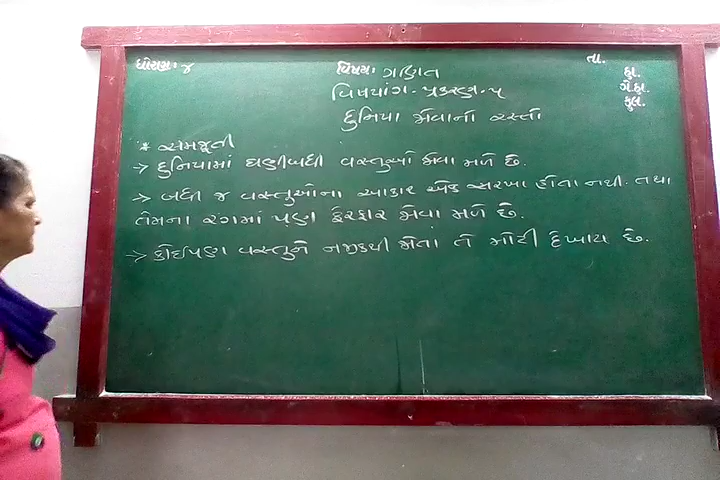 ધોરણ: ૪
વિષય: ગણિત
તા.
હા.
ગે.હા.
કુલ.
વિષયાંગ - પ્રકરણ - ૫
દુનિયા જોવાની રસ્તો
* સમજૂતી
→ દુનિયામાં ઘણીબધી વસ્તુઓ જોવા મળે છે.
→ બધી જ વસ્તુઓના આકાર એક સરખા હોતા નથી. તથા
તેમના રંગમાં પણ ફેરફાર જોવા મળે છે.
→ કોઈપણ વસ્તુને નજીકથી જોતાં તે મોટી દેખાય છે.